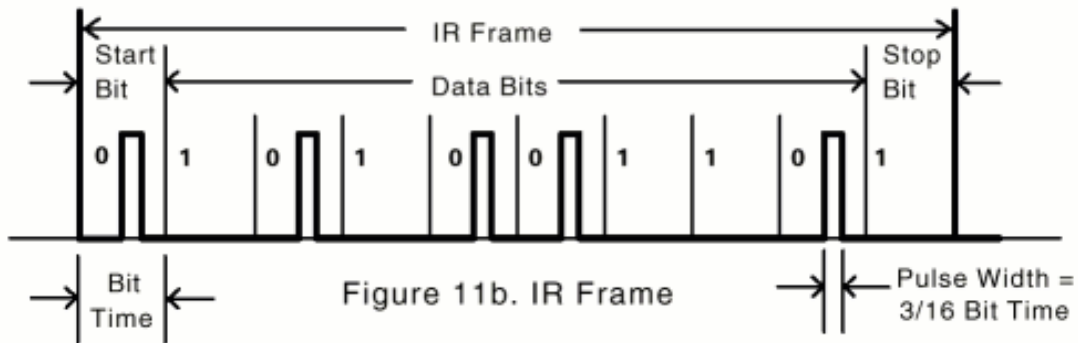 IR Frame
Start Bit
Data Bits
Stop Bit
0 1 0 1 0 0 1 1 0 1
Bit Time
Figure 11b. IR Frame
Pulse Width =
3/16 Bit Time